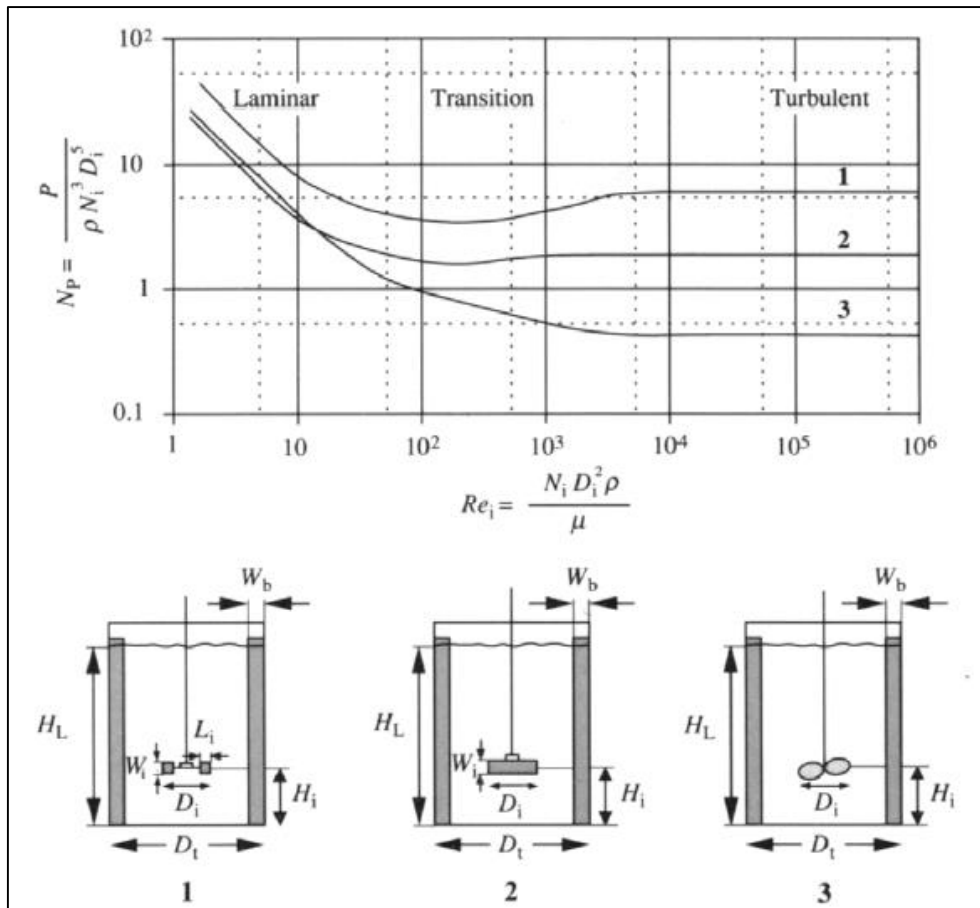 10²
Laminar
Transition
Turbulent
10
1
2
1
3
0.1
N_P = P / ρ N_i³ D_i⁵
1
10
10²
10³
10⁴
10⁵
10⁶
Re_i = N_i D_i² ρ / μ
W_b
W_b
W_b
H_L
L_i
W_i
D_i
H_i
D_t
H_L
W_i
D_i
H_i
D_t
H_L
D_i
H_i
D_t
1
2
3